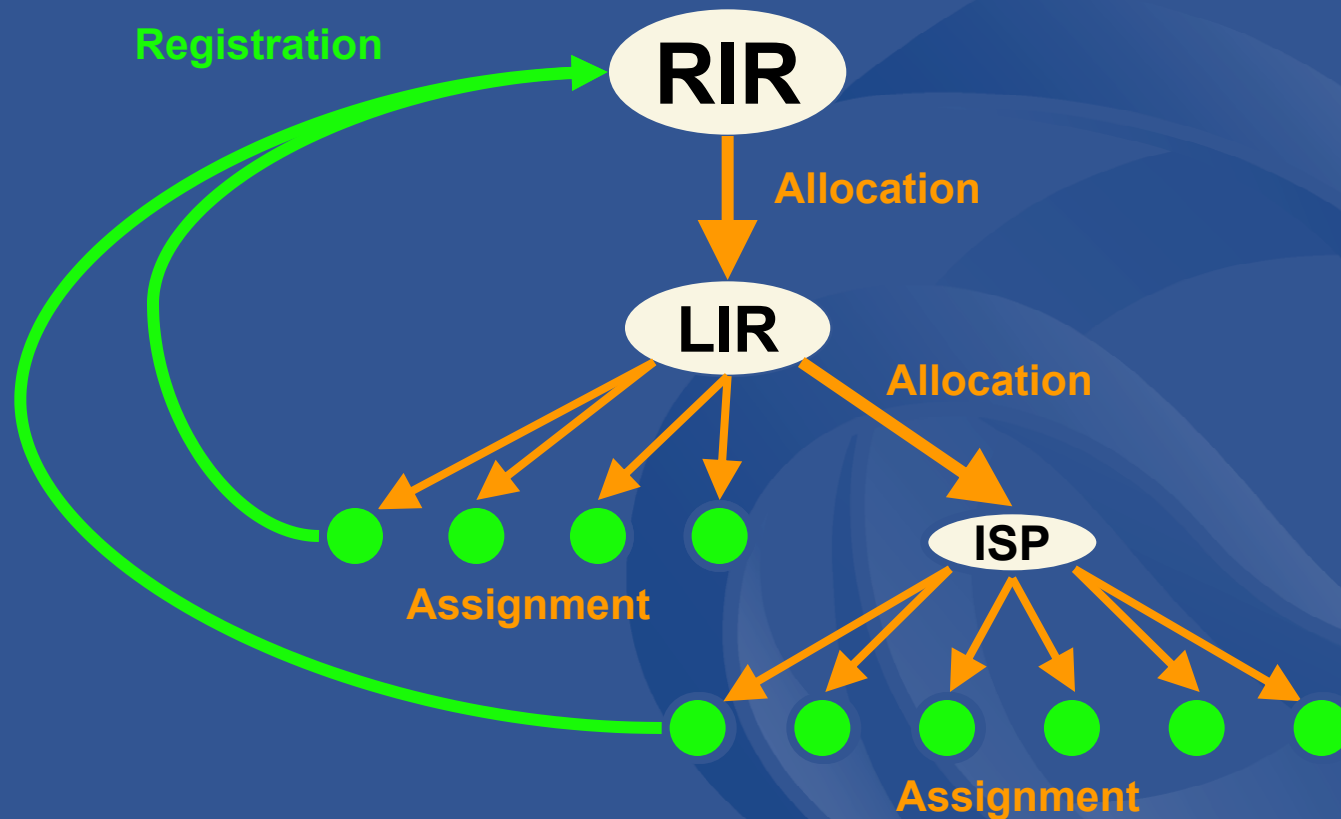 Registration
RIR
Allocation
LIR
Allocation
ISP
Assignment
Assignment